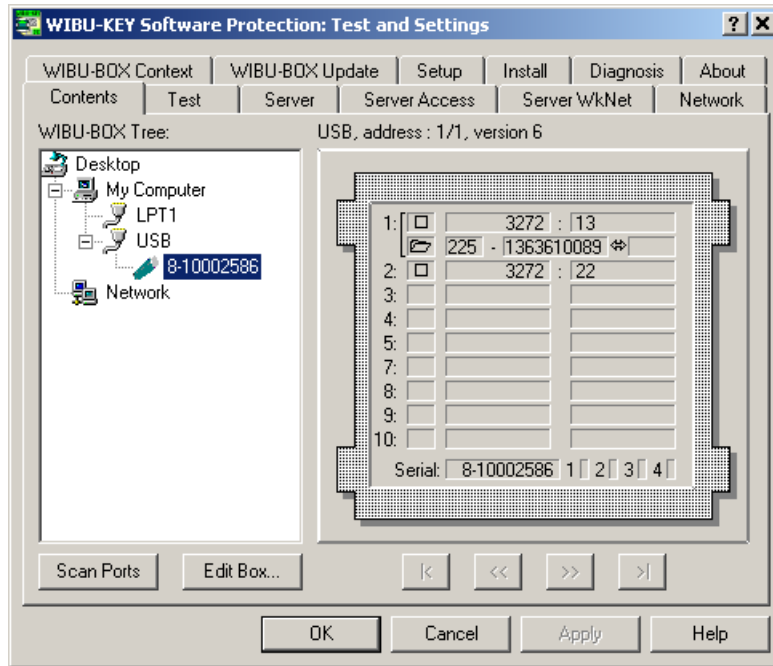 WIBU-KEY Software Protection: Test and Settings
WIBU-BOX Context WIBU-BOX Update Setup Install Diagnosis About
Contents Test Server Server Access Server WkNet Network
WIBU-BOX Tree:
USB, address : 1/1, version 6
Desktop
My Computer
LPT1
USB
8-10002586
Network
1: 3272 : 13
225 - 1363610089
2: 3272 : 22
3:
4:
5:
7:
8:
9:
10:
Serial: 8-10002586 1 2 3 4
Scan Ports Edit Box... |< << >> >|
OK Cancel Apply Help